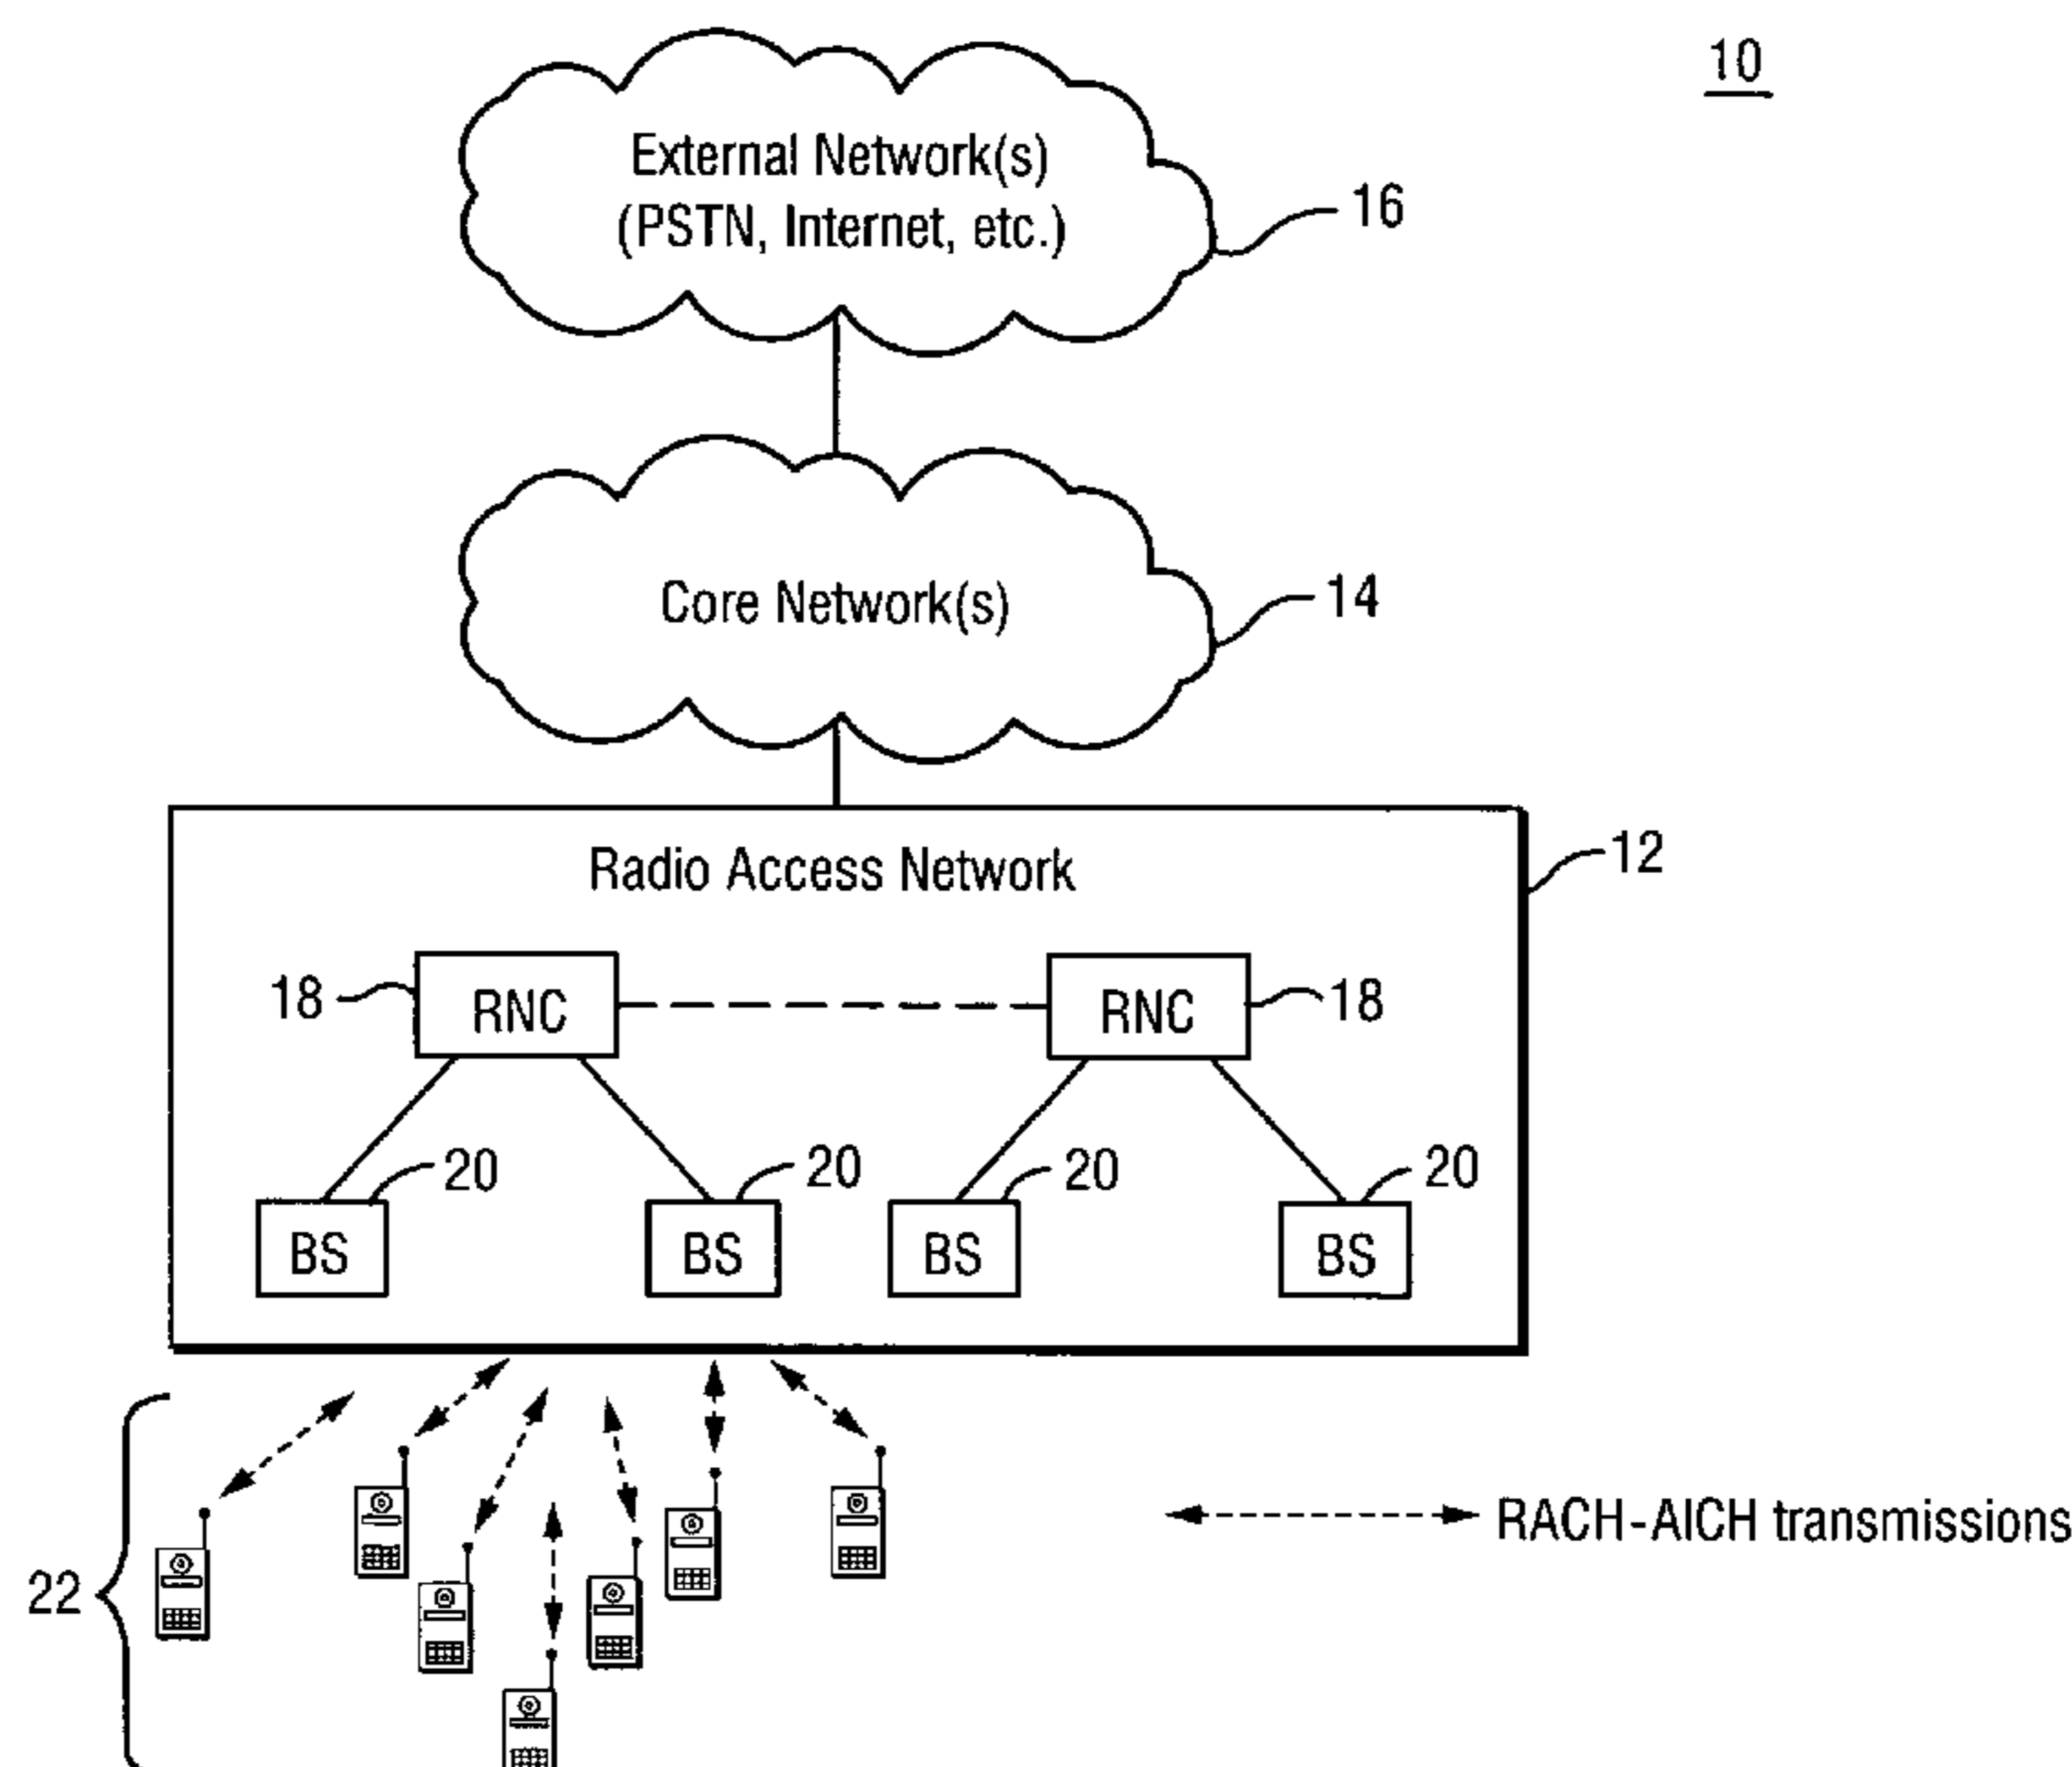 10
External Network(s)
(PSTN, Internet, etc.)
16
Core Network(s)
14
Radio Access Network
12
18
RNC
RNC
18
20
20
20
20
BS
BS
BS
BS
22
RACH-AICH transmissions